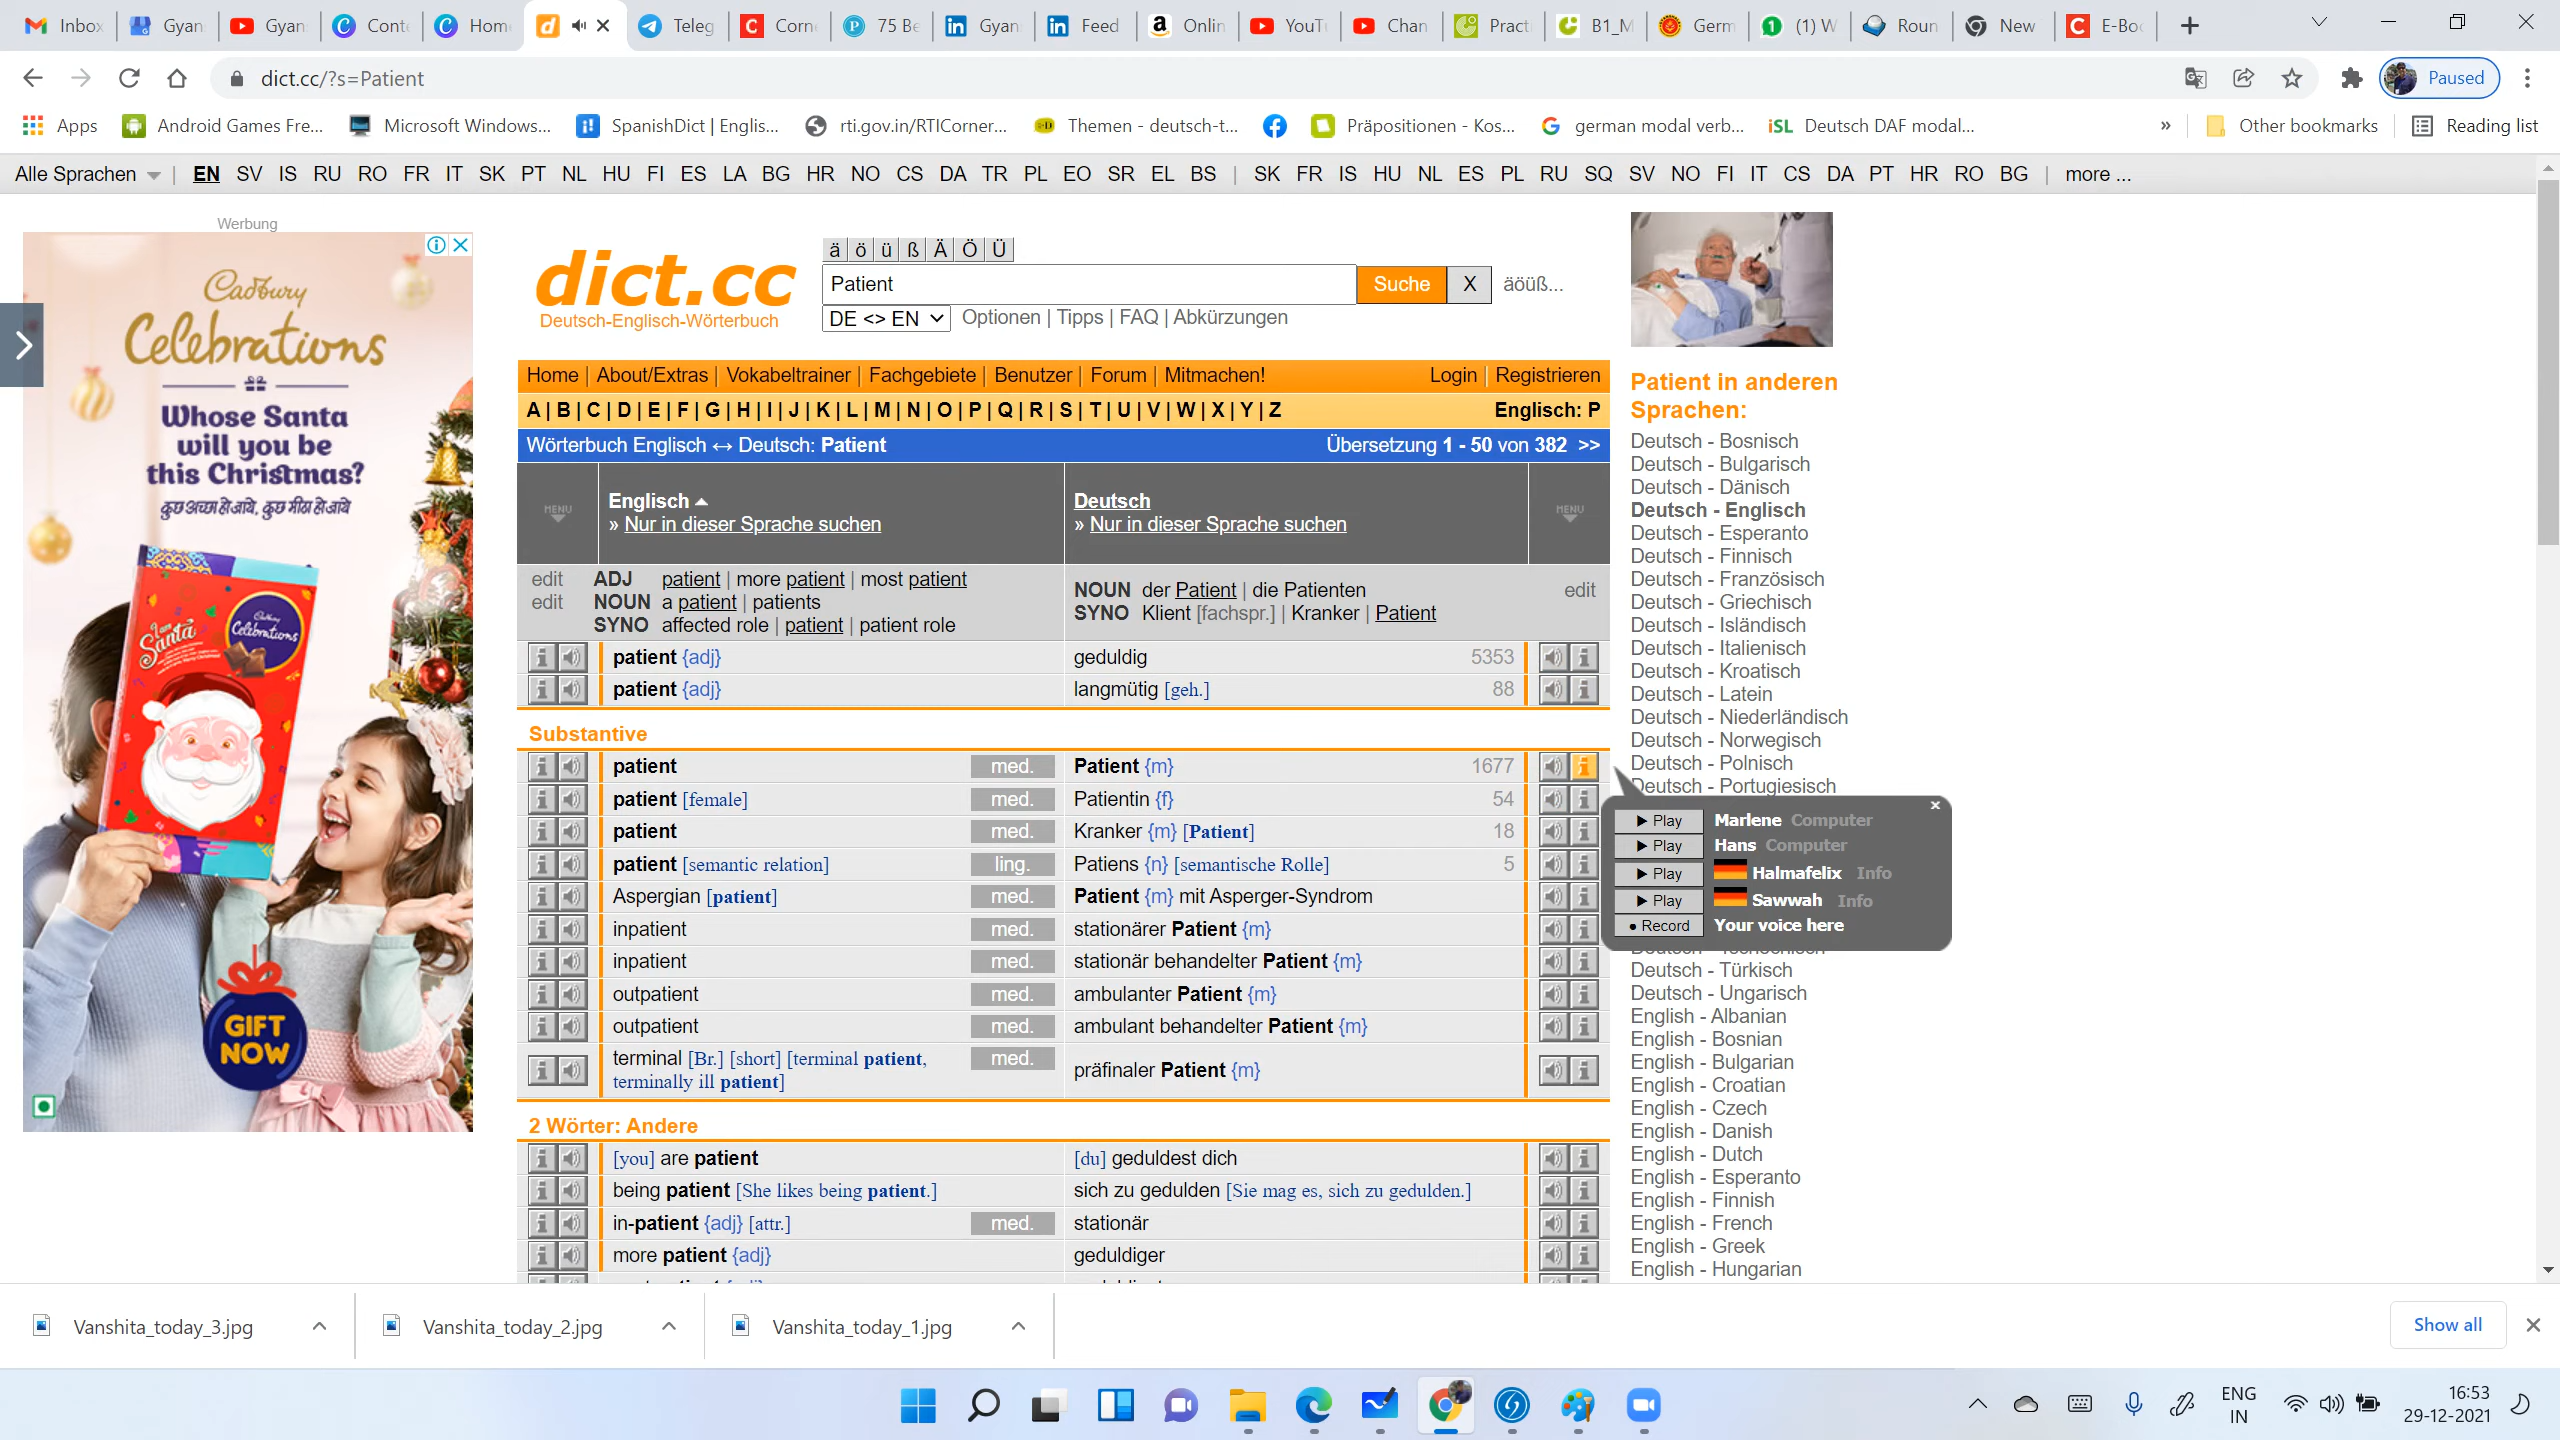 Inbox
Gyan
Gyan
Cont
Hom
Teleg
Corn
75 Be
Gyan
Feed
Onlin
YouT
Chan
Pract
B1_M
Germ
(1) W
Roun
New
E-Boo
dict.cc/?s=Patient
Paused
Apps
Android Games Fre...
Microsoft Windows...
SpanishDict | Englis...
rti.gov.in/RTICorner...
Themen - deutsch-t...
Präpositionen - Kos...
german modal verb...
Deutsch DAF modal...
»
Other bookmarks
Reading list
Alle Sprachen | EN SV IS RU RO FR IT SK PT NL HU FI ES LA BG HR NO CS DA TR PL EO SR EL BS | SK FR IS HU NL ES PL RU SQ SV NO FI IT CS DA PT HR RO BG | more ...
Werbung
Cadbury
Celebrations
Whose Santa
will you be
this Christmas?
कुछ अच्छा हो जाये, कुछ मीठा हो जाये
Santa
Cadbury
Celebrations
GIFT
NOW
dict.cc
Deutsch-Englisch-Wörterbuch
ä ö ü ß Ä Ö Ü
Patient
Suche
X
äöüß...
DE <> EN
Optionen | Tipps | FAQ | Abkürzungen
Home | About/Extras | Vokabeltrainer | Fachgebiete | Benutzer | Forum | Mitmachen!
Login | Registrieren
A | B | C | D | E | F | G | H | I | J | K | L | M | N | O | P | Q | R | S | T | U | V | W | X | Y | Z
Englisch: P
Wörterbuch Englisch ↔ Deutsch: Patient
Übersetzung 1 - 50 von 382 >>
MENU
Englisch
» Nur in dieser Sprache suchen
Deutsch
» Nur in dieser Sprache suchen
MENU
edit ADJ patient | more patient | most patient
edit NOUN a patient | patients
SYNO affected role | patient | patient role
NOUN der Patient | die Patienten
edit
SYNO Klient [fachspr.] | Kranker | Patient
patient {adj} geduldig 5353
patient {adj} langmütig [geh.] 88
Substantive
patient med. Patient {m} 1677
patient [female] med. Patientin {f} 54
patient med. Kranker {m} [Patient] 18
patient [semantic relation] ling. Patiens {n} [semantische Rolle] 5
Aspergian [patient] med. Patient {m} mit Asperger-Syndrom
inpatient med. stationärer Patient {m}
inpatient med. stationär behandelter Patient {m}
outpatient med. ambulanter Patient {m}
outpatient med. ambulant behandelter Patient {m}
terminal [Br.] [short] [terminal patient,
terminally ill patient]
med.
präfinaler Patient {m}
2 Wörter: Andere
[you] are patient [du] geduldest dich
being patient [She likes being patient.] sich zu gedulden [Sie mag es, sich zu gedulden.]
in-patient {adj} [attr.] med. stationär
more patient {adj} geduldiger
Patient in anderen
Sprachen:
Deutsch - Bosnisch
Deutsch - Bulgarisch
Deutsch - Dänisch
Deutsch - Englisch
Deutsch - Esperanto
Deutsch - Finnisch
Deutsch - Französisch
Deutsch - Griechisch
Deutsch - Isländisch
Deutsch - Italienisch
Deutsch - Kroatisch
Deutsch - Latein
Deutsch - Niederländisch
Deutsch - Norwegisch
Deutsch - Polnisch
Deutsch - Portugiesisch
Play Marlene Computer
Play Hans Computer
Play Halmafelix Info
Play Sawwah Info
Record Your voice here
Deutsch - Türkisch
Deutsch - Ungarisch
English - Albanian
English - Bosnian
English - Bulgarian
English - Croatian
English - Czech
English - Danish
English - Dutch
English - Esperanto
English - Finnish
English - French
English - Greek
English - Hungarian
Vanshita_today_3.jpg
Vanshita_today_2.jpg
Vanshita_today_1.jpg
Show all
ENG
IN
16:53
29-12-2021